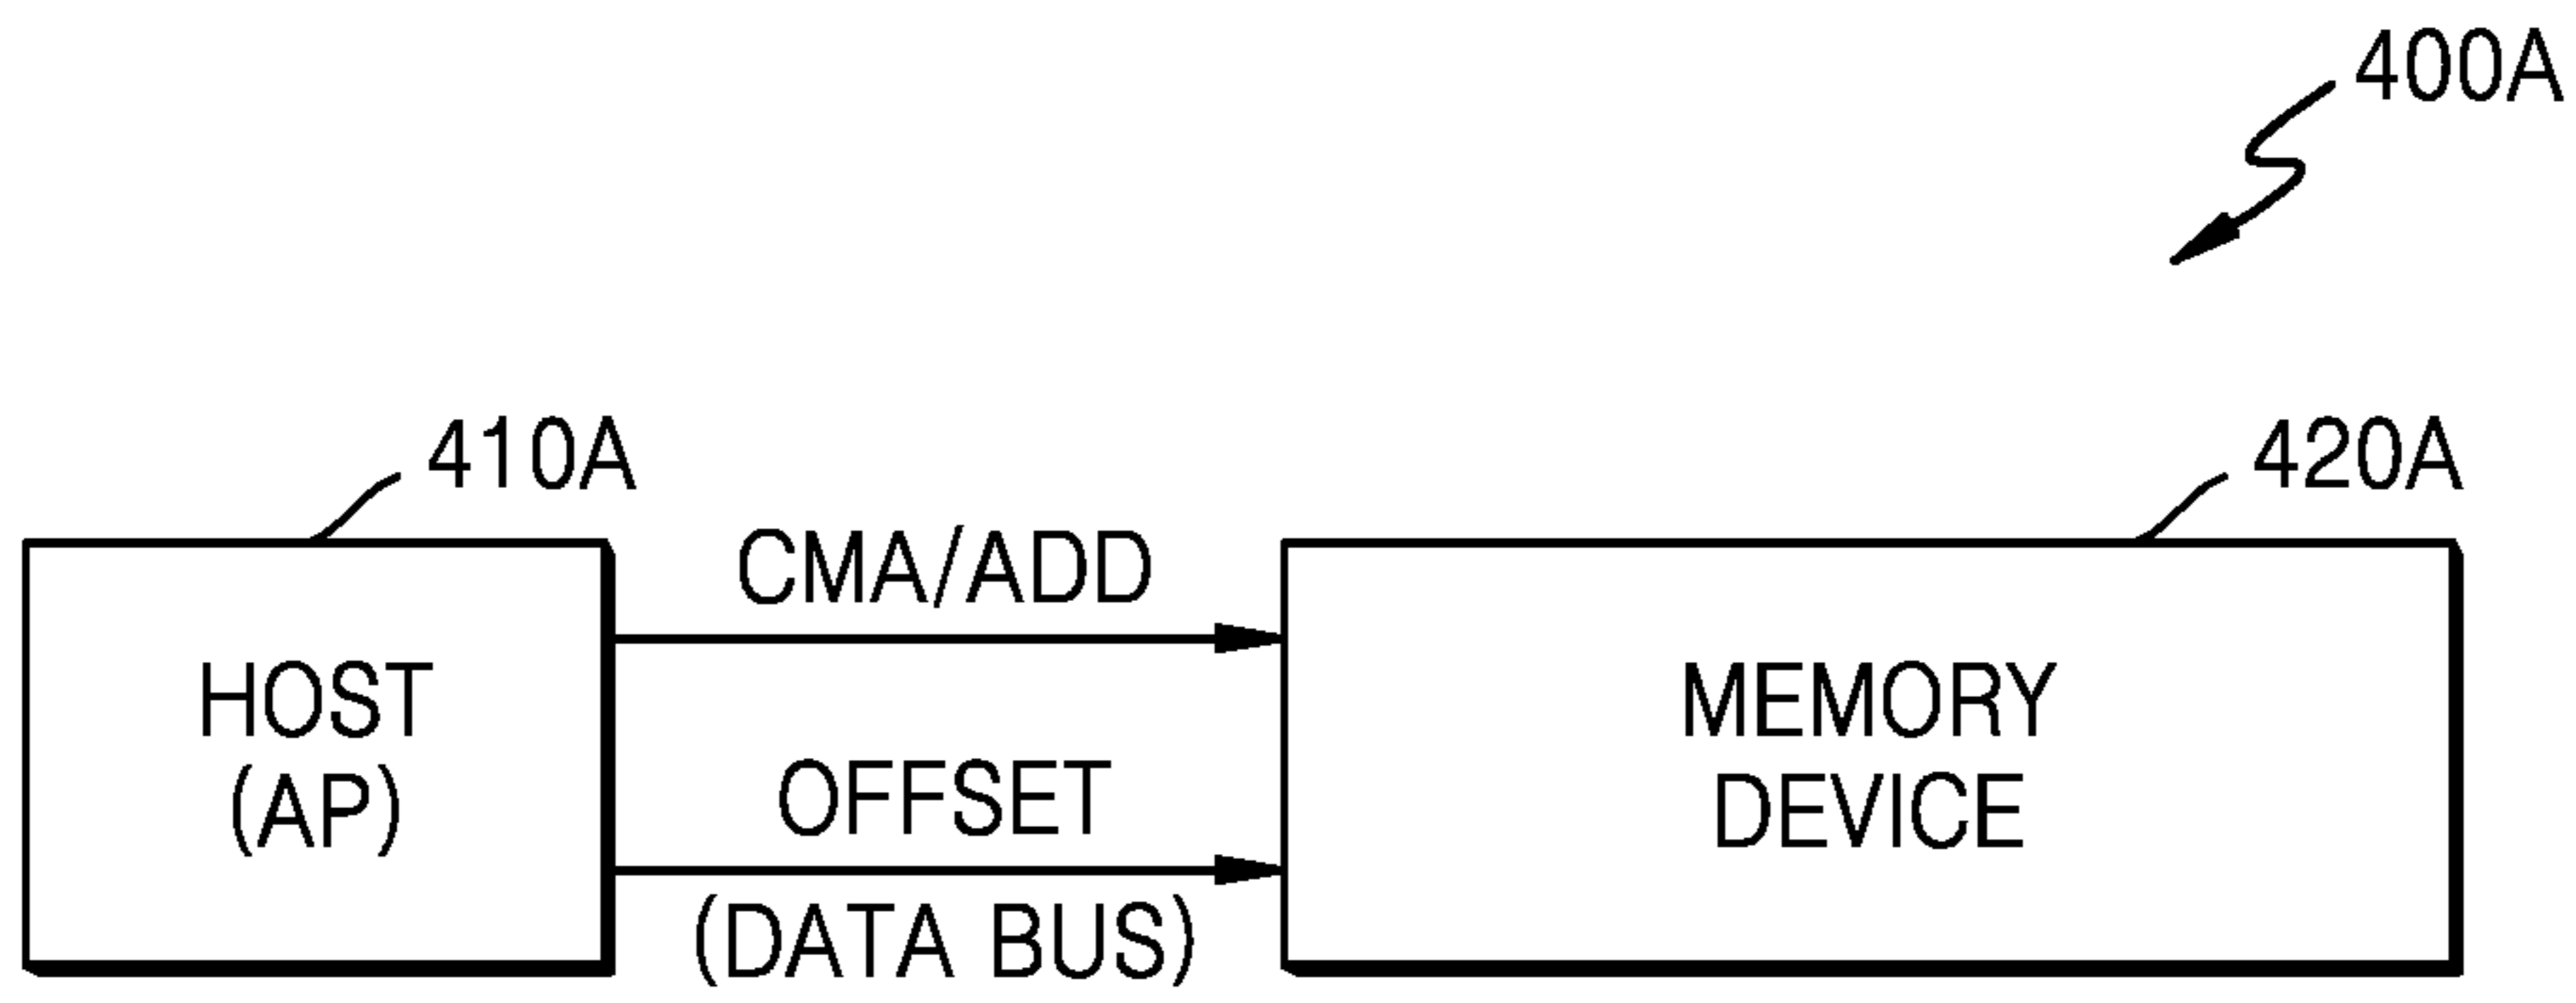 400A
410A
420A
CMA/ADD
HOST
(AP)
OFFSET
(DATA BUS)
MEMORY
DEVICE